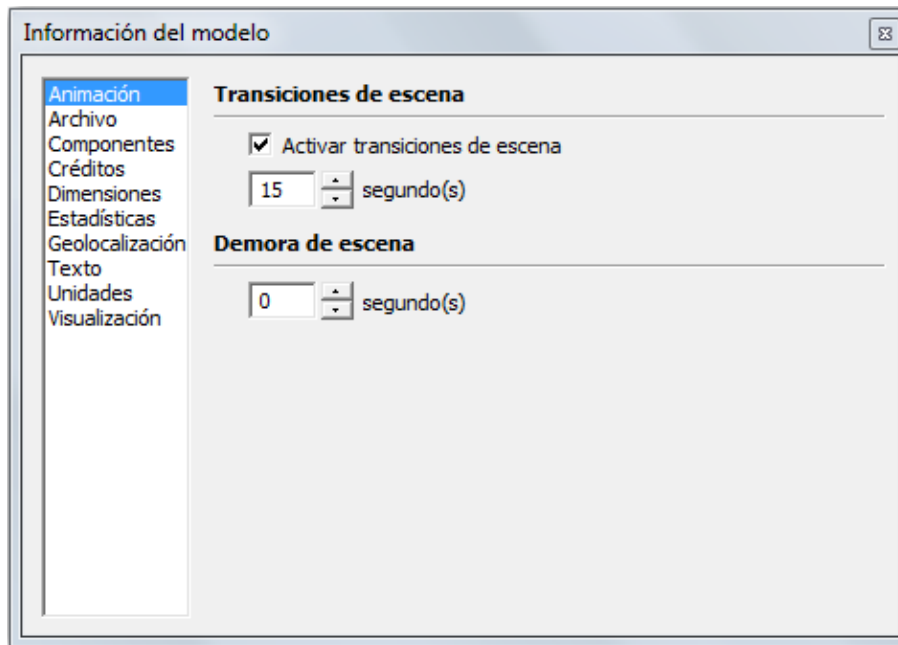 Información del modelo
Animación
Archivo
Componentes
Créditos
Dimensiones
Estadísticas
Geolocalización
Texto
Unidades
Visualización
Transiciones de escena
Activar transiciones de escena
15 segundo(s)
Demora de escena
0 segundo(s)